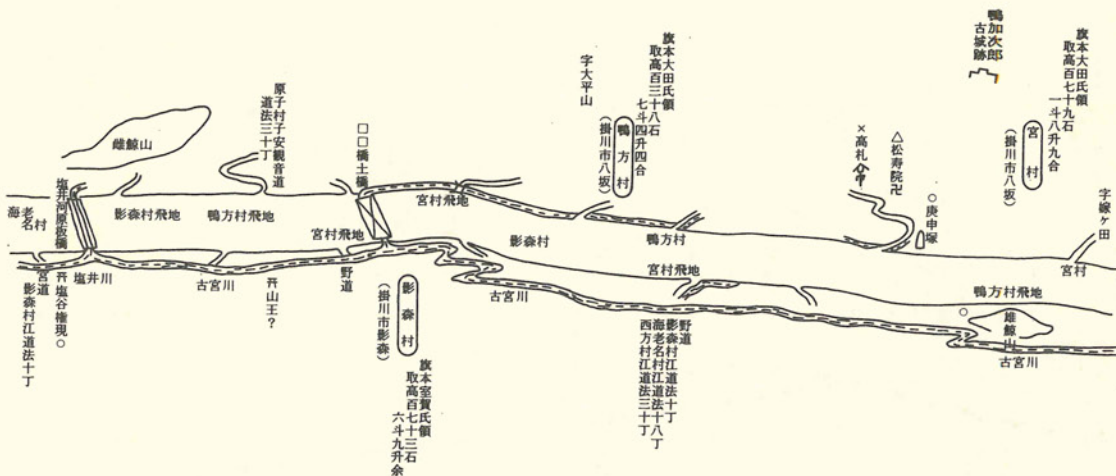 旗本大田氏領
取高百七十九石
一斗八升九合
宮村
(掛川市八坂)
鴨加次郎
古城跡
字嫁ヶ田
宮村
○庚申塚
△松寿院卍
×高札
鴨方村飛地
雄鯨山
古宮川
旗本大田氏領
取高百三十八石
七斗四升四合
鴨方村
(掛川市八坂)
字大平山
鴨方村
影森村
宮村飛地
宮村飛地
古宮川
野道
影森村江道法十丁
海老名村江道法十八丁
西方村江道法三十丁
□□橋土橋
影森村
(掛川市影森)
旗本室賀氏領
取高百七十三石
六斗九升余
野道
宮村飛地
原子村子安観音道
道法三十丁
鴨方村飛地
⛩山王?
古宮川
雌鯨山
影森村飛地
塩井河原板橋
塩井川
海老名村
⛩塩谷権現○
宮道
影森村江道法十丁